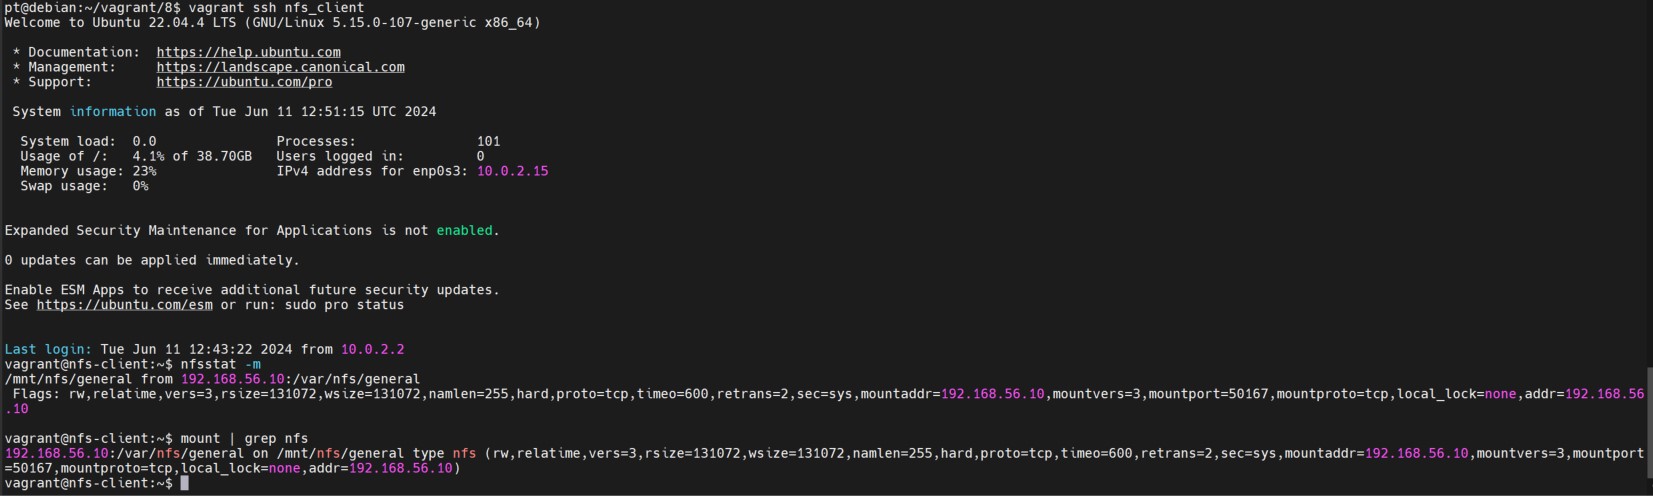 pt@debian:~/vagrant/8$ vagrant ssh nfs_client
Welcome to Ubuntu 22.04.4 LTS (GNU/Linux 5.15.0-107-generic x86_64)
* Documentation:  https://help.ubuntu.com
* Management:     https://landscape.canonical.com
* Support:        https://ubuntu.com/pro
System information as of Tue Jun 11 12:51:15 UTC 2024
System load:  0.0               Processes:               101
Usage of /:   4.1% of 38.70GB   Users logged in:         0
Memory usage: 23%               IPv4 address for enp0s3: 10.0.2.15
Swap usage:   0%
Expanded Security Maintenance for Applications is not enabled.
0 updates can be applied immediately.
Enable ESM Apps to receive additional future security updates.
See https://ubuntu.com/esm or run: sudo pro status
Last login: Tue Jun 11 12:43:22 2024 from 10.0.2.2
vagrant@nfs-client:~$ nfsstat -m
/mnt/nfs/general from 192.168.56.10:/var/nfs/general
Flags: rw,relatime,vers=3,rsize=131072,wsize=131072,namlen=255,hard,proto=tcp,timeo=600,retrans=2,sec=sys,mountaddr=192.168.56.10,mountvers=3,mountport=50167,mountproto=tcp,local_lock=none,addr=192.168.56
.10
vagrant@nfs-client:~$ mount | grep nfs
192.168.56.10:/var/nfs/general on /mnt/nfs/general type nfs (rw,relatime,vers=3,rsize=131072,wsize=131072,namlen=255,hard,proto=tcp,timeo=600,retrans=2,sec=sys,mountaddr=192.168.56.10,mountvers=3,mountport
=50167,mountproto=tcp,local_lock=none,addr=192.168.56.10)
vagrant@nfs-client:~$